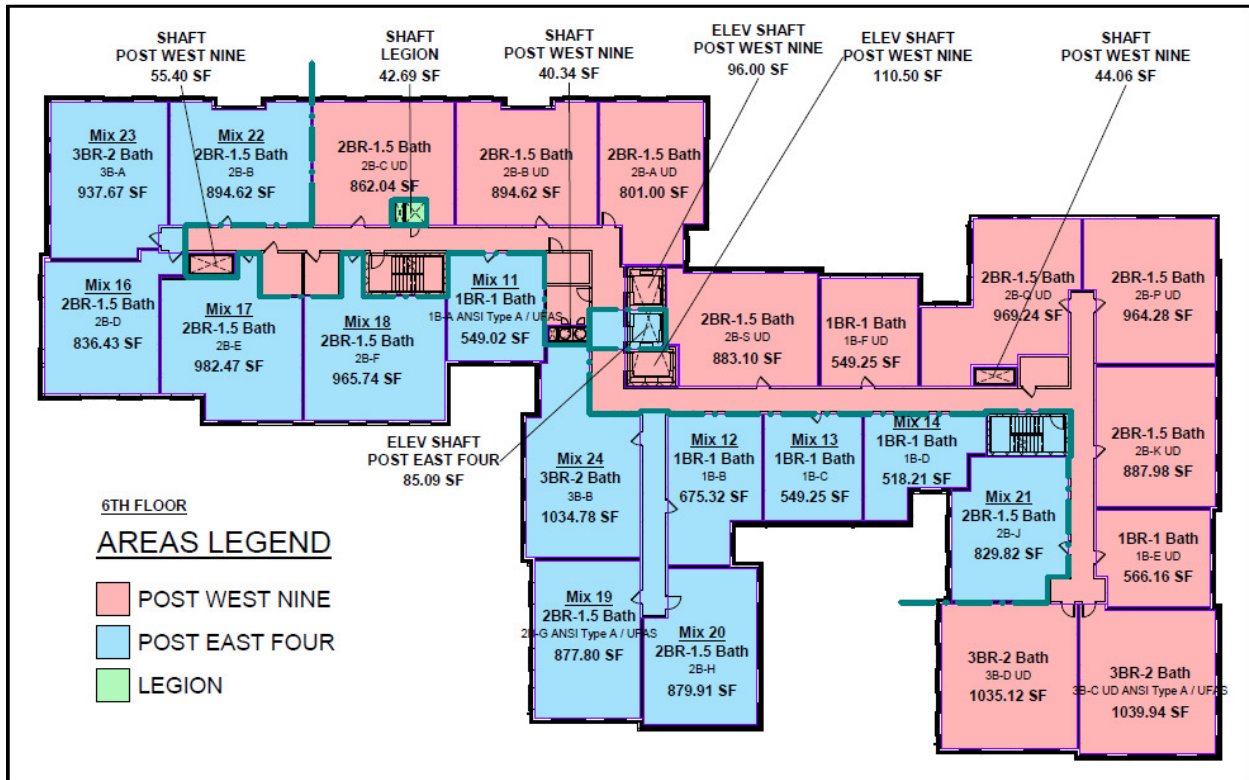 SHAFT
POST WEST NINE
55.40 SF
SHAFT
LEGION
42.69 SF
SHAFT
POST WEST NINE
40.34 SF
ELEV SHAFT
POST WEST NINE
96.00 SF
ELEV SHAFT
POST WEST NINE
110.50 SF
SHAFT
POST WEST NINE
44.06 SF
Mix 23
3BR-2 Bath
3B-A
937.67 SF
Mix 22
2BR-1.5 Bath
2B-B
894.62 SF
2BR-1.5 Bath
2B-C UD
862.04 SF
2BR-1.5 Bath
2B-B UD
894.62 SF
2BR-1.5 Bath
2B-A UD
801.00 SF
Mix 16
2BR-1.5 Bath
2B-D
836.43 SF
Mix 17
2BR-1.5 Bath
2B-E
982.47 SF
Mix 18
2BR-1.5 Bath
2B-F
965.74 SF
Mix 11
1BR-1 Bath
1B-A ANSI Type A / UFAS
549.02 SF
2BR-1.5 Bath
2B-S UD
883.10 SF
1BR-1 Bath
1B-F UD
549.25 SF
2BR-1.5 Bath
2B-Q UD
969.24 SF
2BR-1.5 Bath
2B-P UD
964.28 SF
ELEV SHAFT
POST EAST FOUR
85.09 SF
Mix 24
3BR-2 Bath
3B-B
1034.78 SF
Mix 12
1BR-1 Bath
1B-B
675.32 SF
Mix 13
1BR-1 Bath
1B-C
549.25 SF
Mix 14
1BR-1 Bath
1B-D
518.21 SF
Mix 21
2BR-1.5 Bath
2B-J
829.82 SF
2BR-1.5 Bath
2B-K UD
887.98 SF
1BR-1 Bath
1B-E UD
566.16 SF
Mix 19
2BR-1.5 Bath
2B-G ANSI Type A / UFAS
877.80 SF
Mix 20
2BR-1.5 Bath
2B-H
879.91 SF
3BR-2 Bath
3B-D UD
1035.12 SF
3BR-2 Bath
3B-C UD ANSI Type A / UFAS
1039.94 SF
6TH FLOOR
AREAS LEGEND
POST WEST NINE
POST EAST FOUR
LEGION